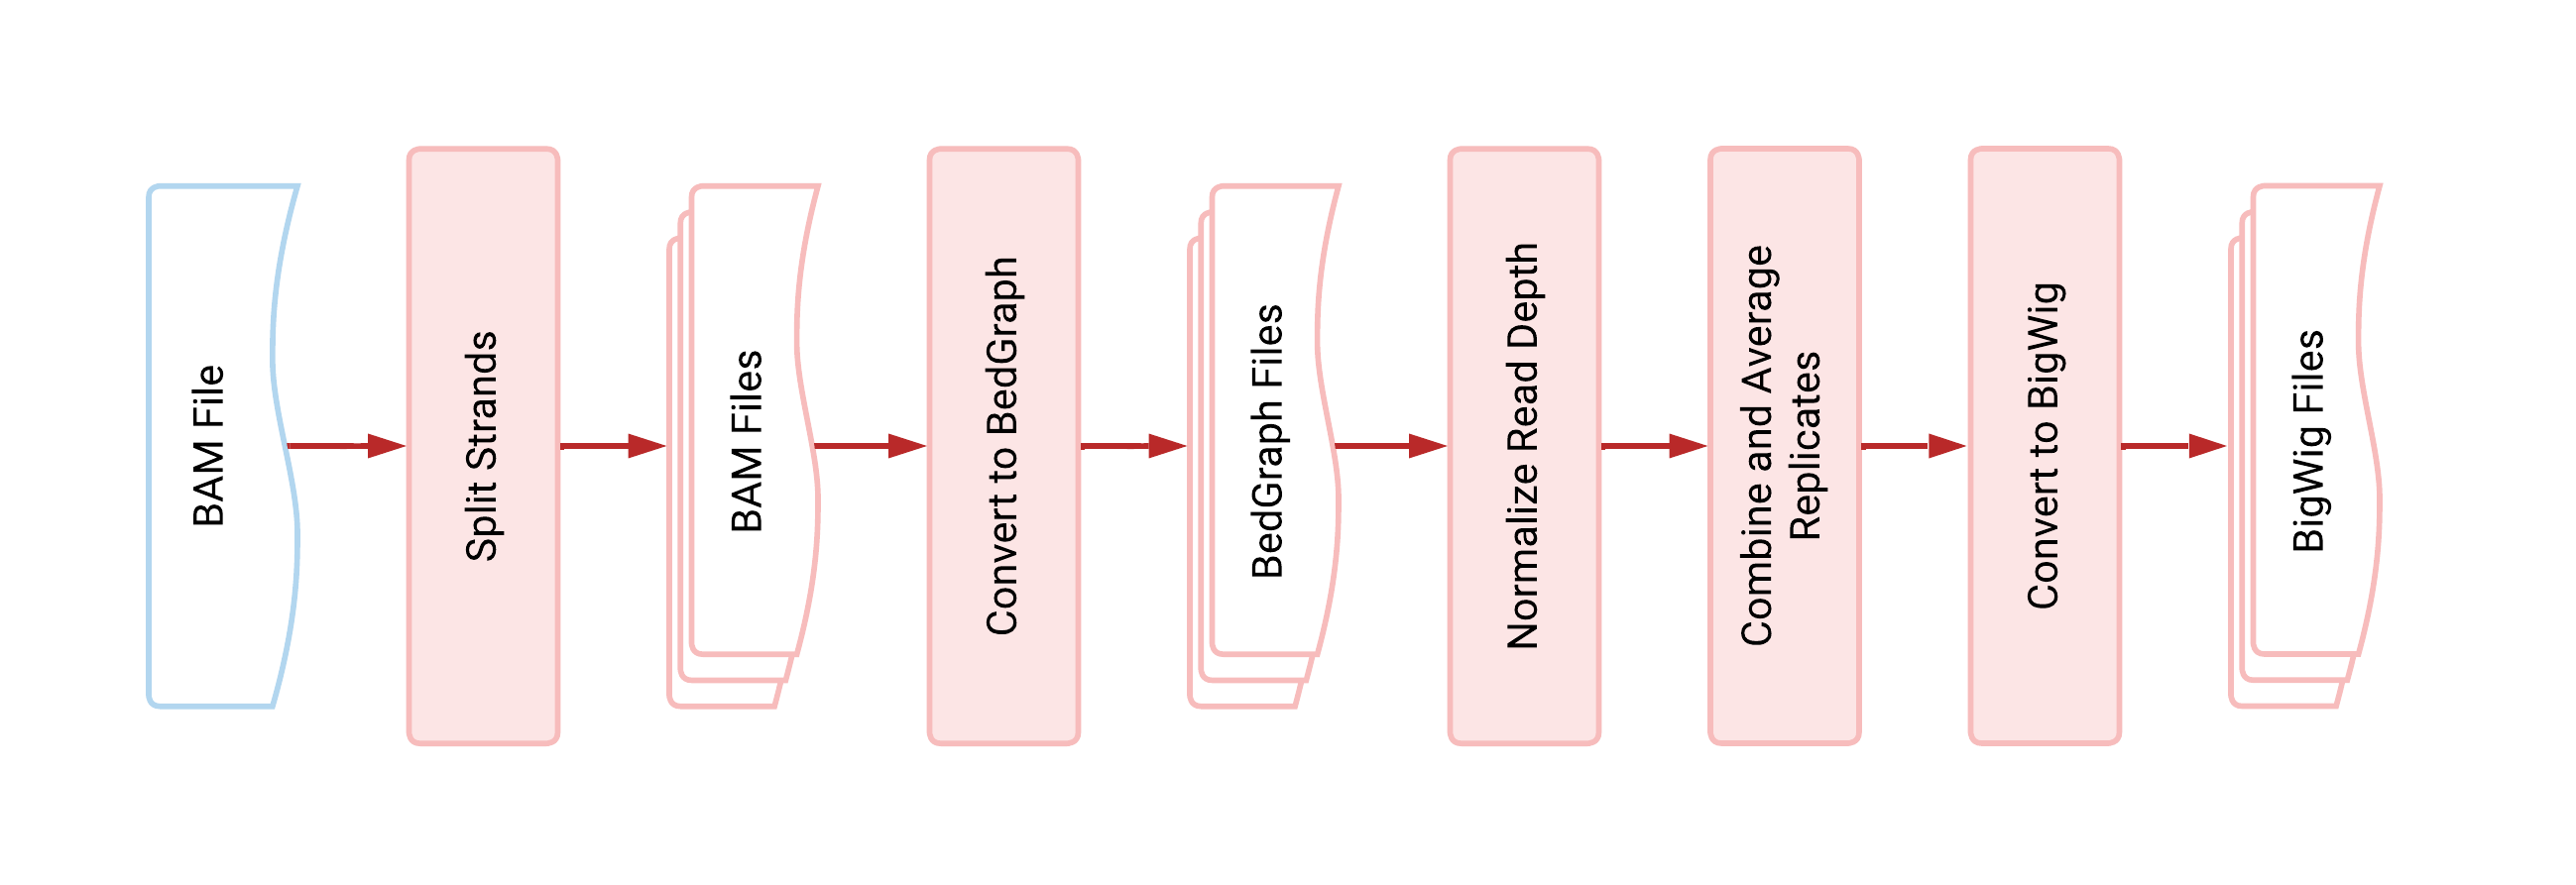 BAM File
Split Strands
BAM Files
Convert to BedGraph
BedGraph Files
Normalize Read Depth
Combine and Average
Replicates
Convert to BigWig
BigWig Files